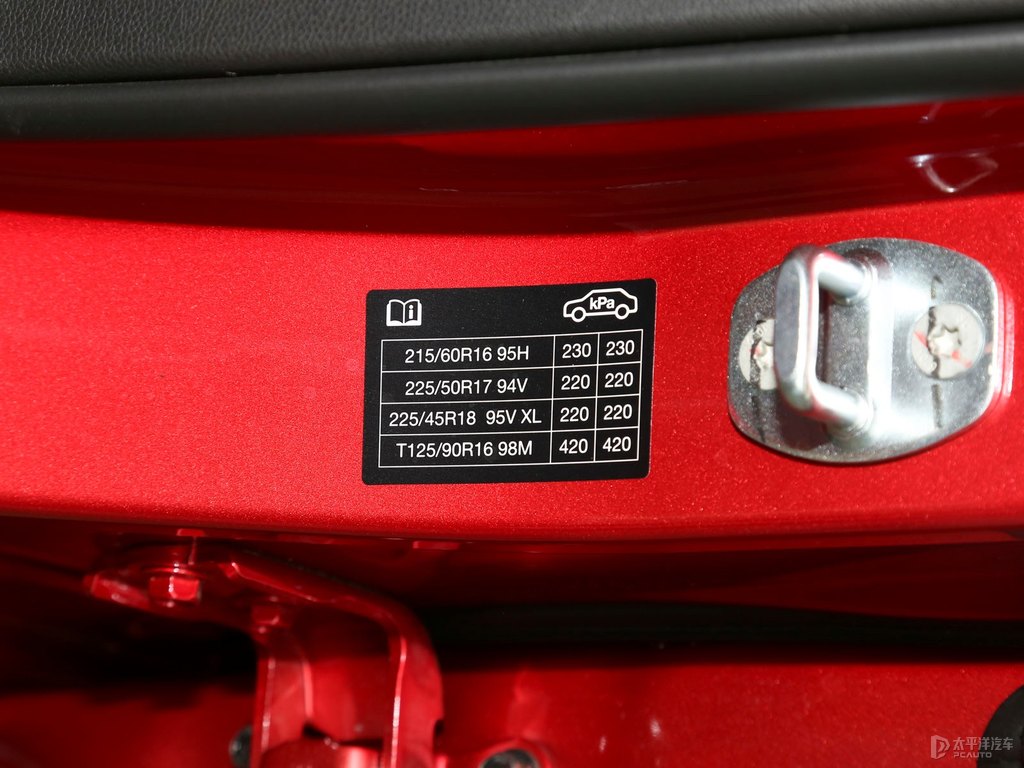 i
kPa
215/60R16 95H 230 230
225/50R17 94V 220 220
225/45R18 95V XL 220 220
T125/90R16 98M 420 420
太平洋汽车
PCAUTO